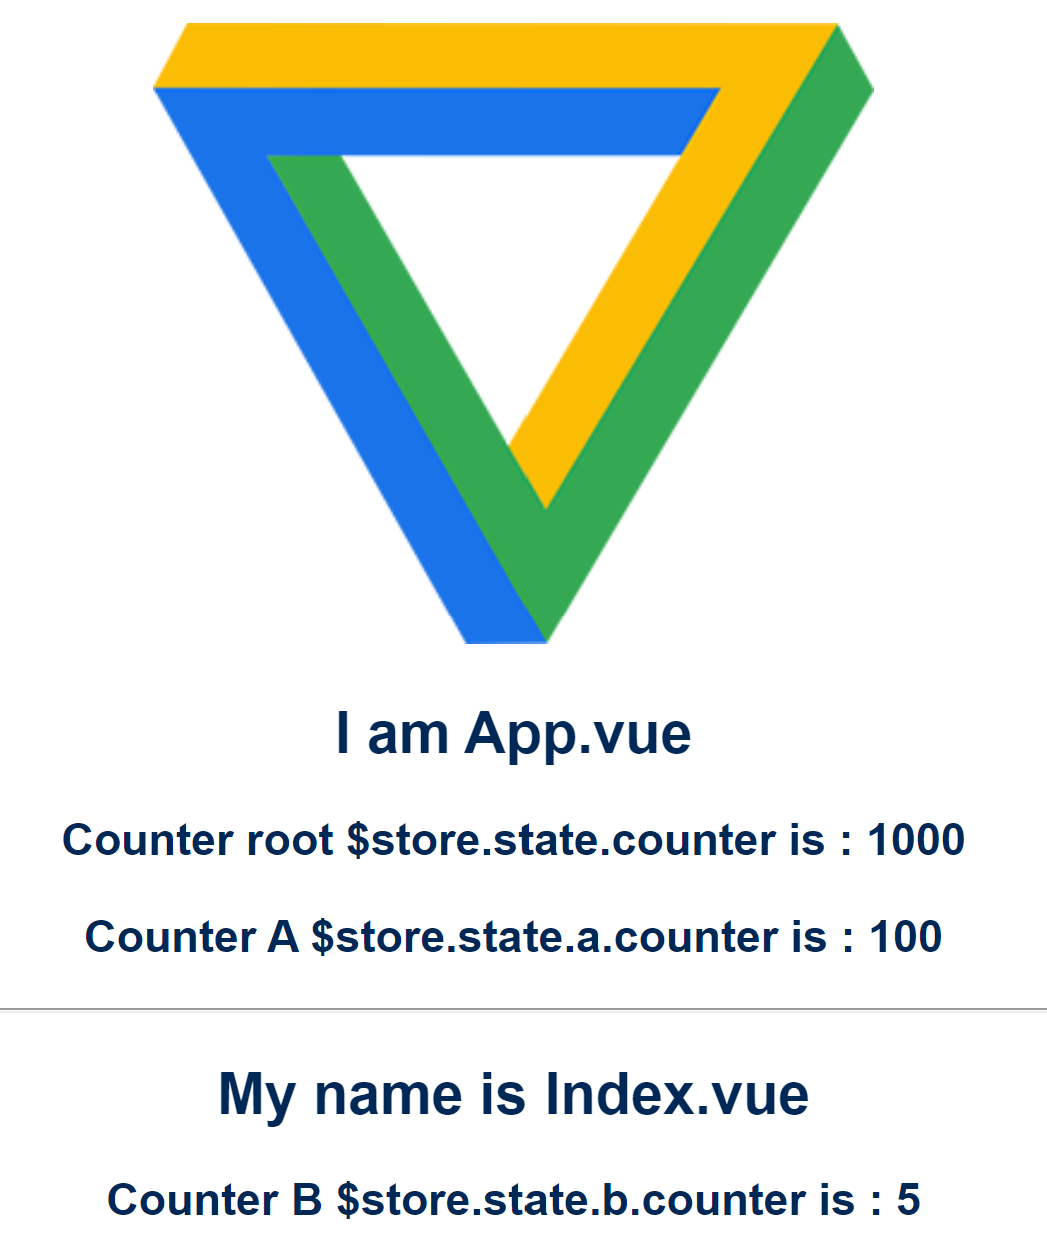 I am App.vue
Counter root $store.state.counter is : 1000
Counter A $store.state.a.counter is : 100
My name is Index.vue
Counter B $store.state.b.counter is : 5